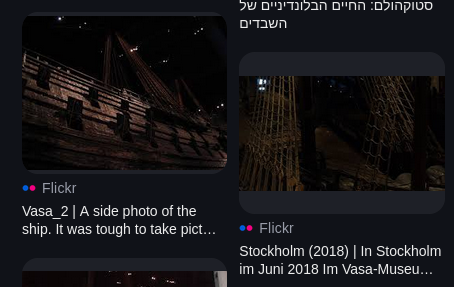 סטוקהולם: החיים הבלונדיניים של
השבדים
Flickr
Vasa_2 | A side photo of the
ship. It was tough to take pict…
Flickr
Stockholm (2018) | In Stockholm
im Juni 2018 Im Vasa-Museu…